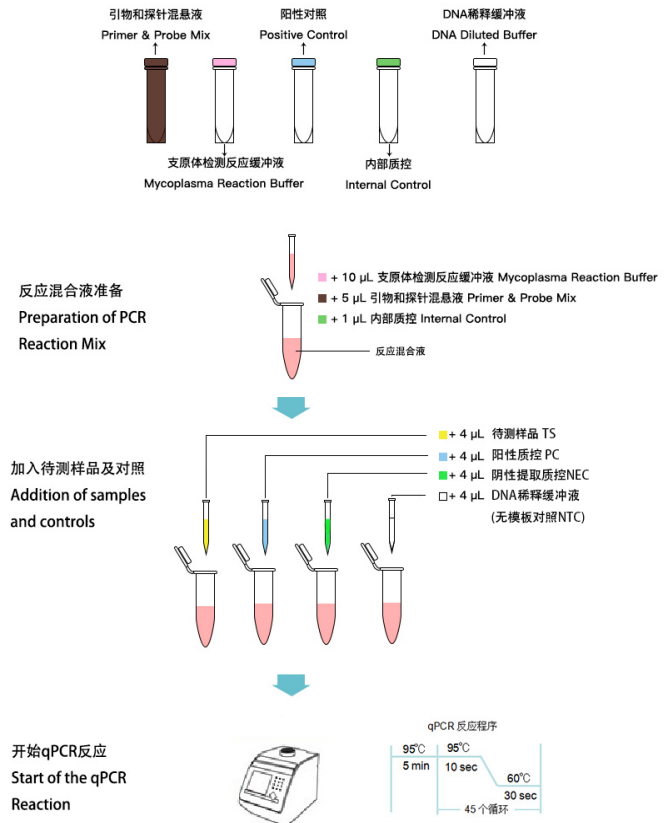 引物和探针混悬液
Primer & Probe Mix
阳性对照
Positive Control
DNA稀释缓冲液
DNA Diluted Buffer
支原体检测反应缓冲液
Mycoplasma Reaction Buffer
内部质控
Internal Control
反应混合液准备
Preparation of PCR
Reaction Mix
+ 10 μL 支原体检测反应缓冲液 Mycoplasma Reaction Buffer
+ 5 μL 引物和探针混悬液 Primer & Probe Mix
+ 1 μL 内部质控 Internal Control
反应混合液
加入待测样品及对照
Addition of samples
and controls
+ 4 μL 待测样品 TS
+ 4 μL 阳性质控 PC
+ 4 μL 阴性提取质控NEC
+ 4 μL DNA稀释缓冲液
(无模板对照NTC)
开始qPCR反应
Start of the qPCR
Reaction
qPCR 反应程序
95℃ 95℃
5 min 10 sec
60℃
30 sec
45 个循环